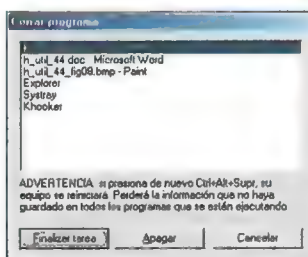 Cerrar programa
h_util_44 doc Microsoft Word
h_util_44_fig09.bmp - Paint
Explorer
Systray
Khooker
ADVERTENCIA si presiona de nuevo Ctrl+Alt+Supr, su
equipo se reiniciará. Perderá la información que no haya
guardado en todos los programas que se están ejecutando
Finalizar tarea Apagar Cancelar